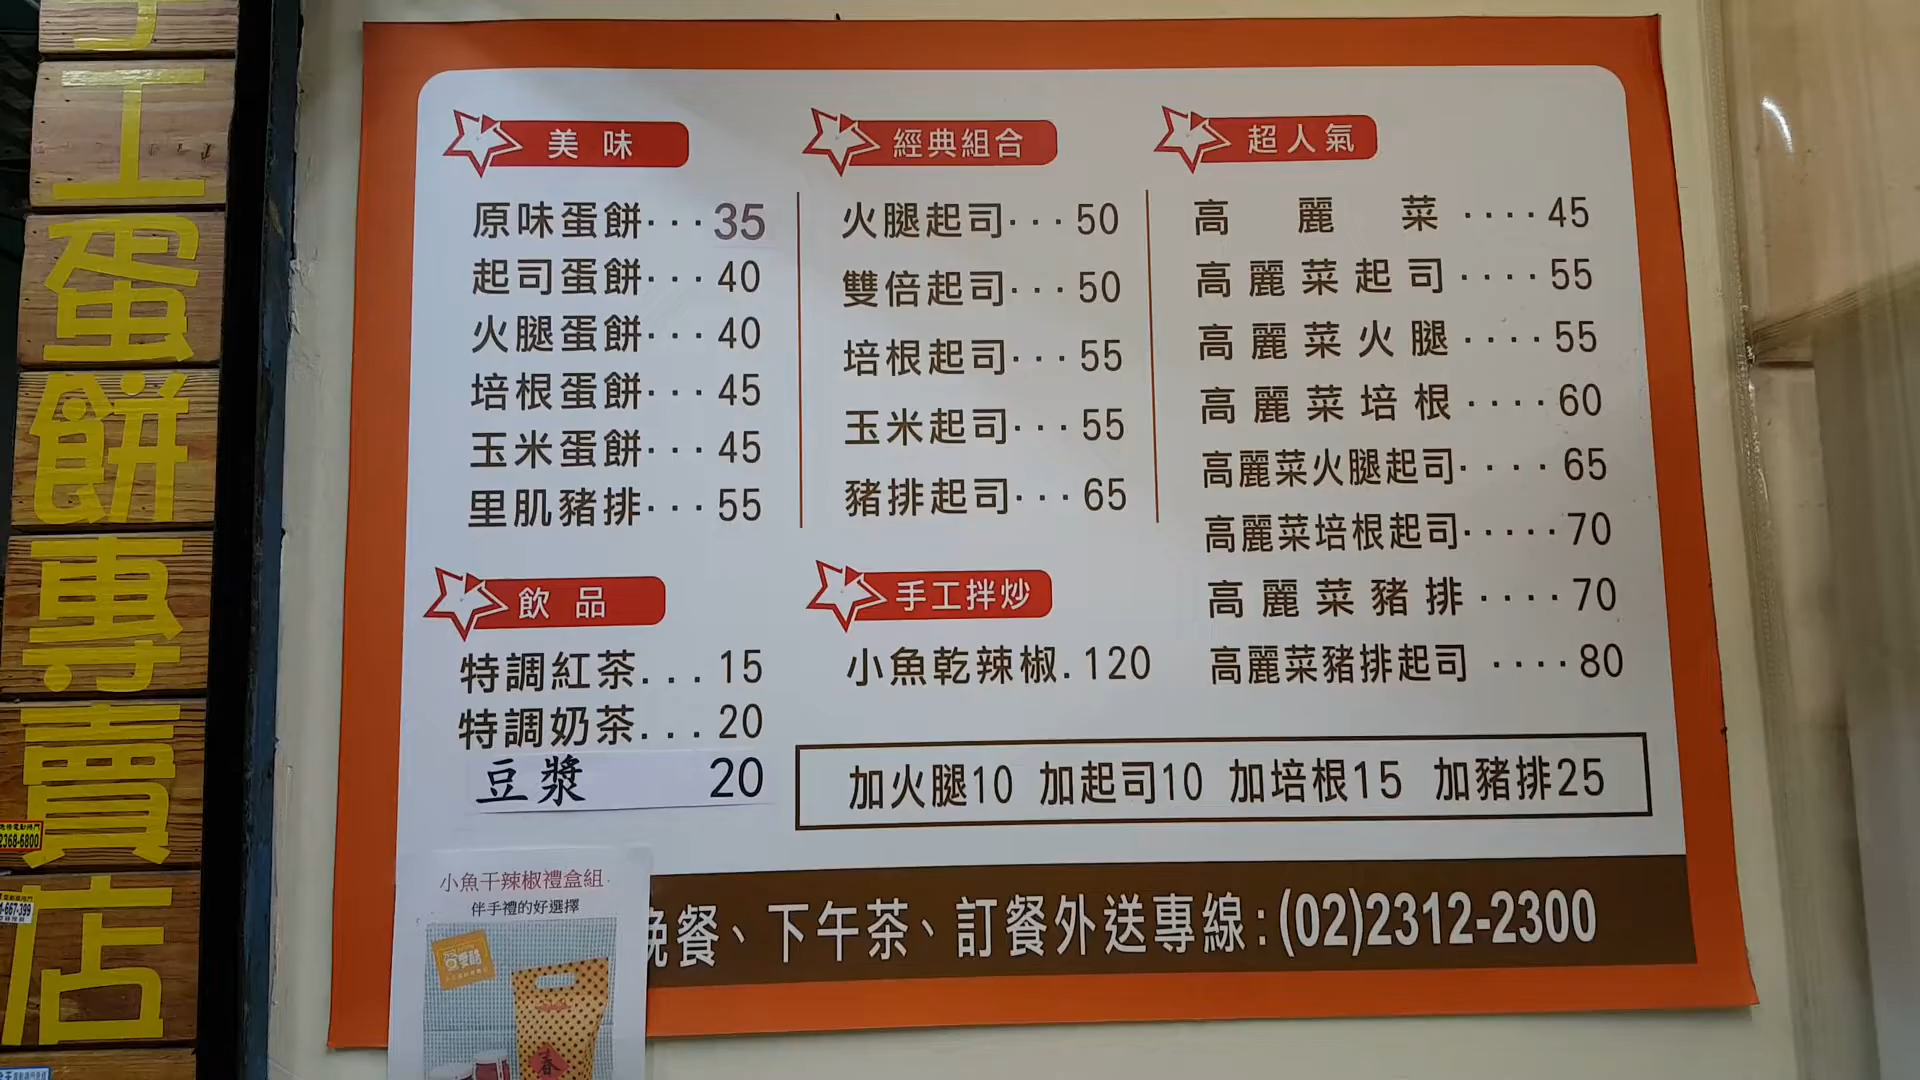 手工蛋餅專賣店
美味
原味蛋餅···35
起司蛋餅···40
火腿蛋餅···40
培根蛋餅···45
玉米蛋餅···45
里肌豬排···55
飲品
特調紅茶...15
特調奶茶...20
豆漿 20
經典組合
火腿起司···50
雙倍起司···50
培根起司···55
玉米起司···55
豬排起司···65
手工拌炒
小魚乾辣椒.120
超人氣
高麗菜····45
高麗菜起司····55
高麗菜火腿····55
高麗菜培根····60
高麗菜火腿起司····65
高麗菜培根起司·····70
高麗菜豬排····70
高麗菜豬排起司····80
加火腿10 加起司10 加培根15 加豬排25
晚餐、下午茶、訂餐外送專線:(02)2312-2300
小魚干辣椒禮盒組
伴手禮的好選擇
春
2368-6800
667-399